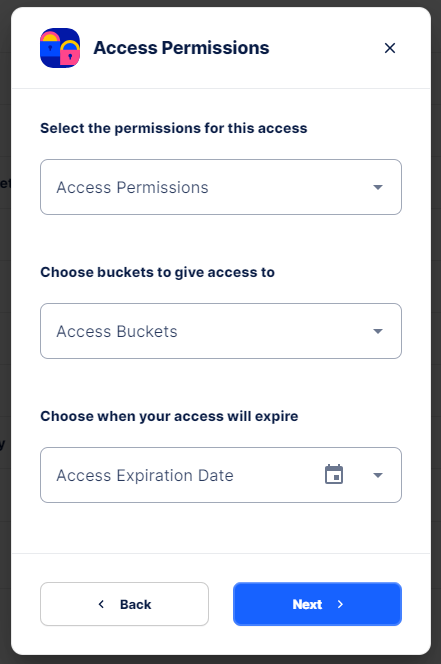 Access Permissions
Select the permissions for this access
Access Permissions
Choose buckets to give access to
Access Buckets
Choose when your access will expire
Access Expiration Date
Back
Next